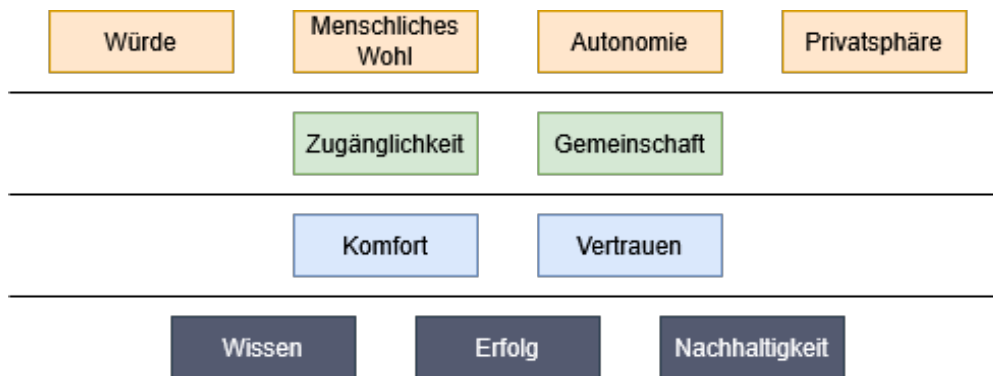 Würde
Menschliches
Wohl
Autonomie
Privatsphäre
Zugänglichkeit
Gemeinschaft
Komfort
Vertrauen
Wissen
Erfolg
Nachhaltigkeit